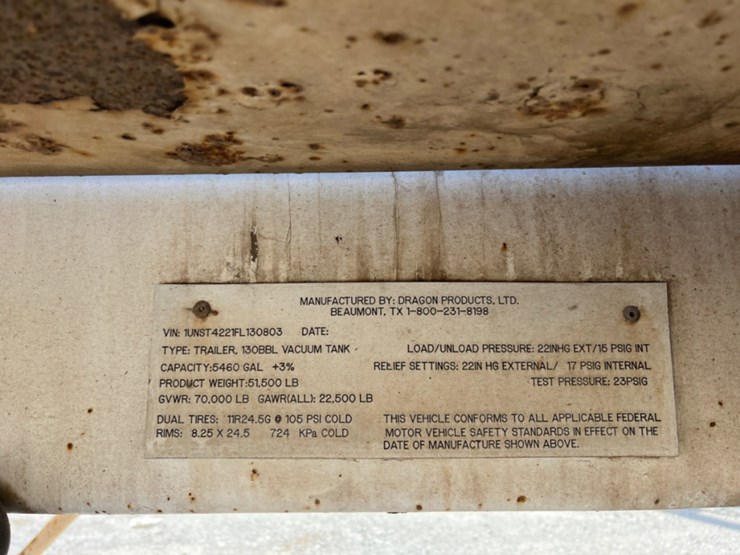 MANUFACTURED BY: DRAGON PRODUCTS, LTD.
BEAUMONT, TX 1-800-231-8198
VIN: 1UNST4221FL130803 DATE:
TYPE: TRAILER, 130BBL VACUUM TANK
LOAD/UNLOAD PRESSURE: 22INHG EXT/15 PSIG INT
CAPACITY:5460 GAL +3%
RELIEF SETTINGS: 22IN HG EXTERNAL/ 17 PSIG INTERNAL
PRODUCT WEIGHT:51,500 LB
TEST PRESSURE: 23PSIG
GVWR: 70,000 LB GAWR(ALL): 22,500 LB
DUAL TIRES: 11R24.5G @ 105 PSI COLD
RIMS: 8.25 X 24.5 724 KPa COLD
THIS VEHICLE CONFORMS TO ALL APPLICABLE FEDERAL
MOTOR VEHICLE SAFETY STANDARDS IN EFFECT ON THE
DATE OF MANUFACTURE SHOWN ABOVE.